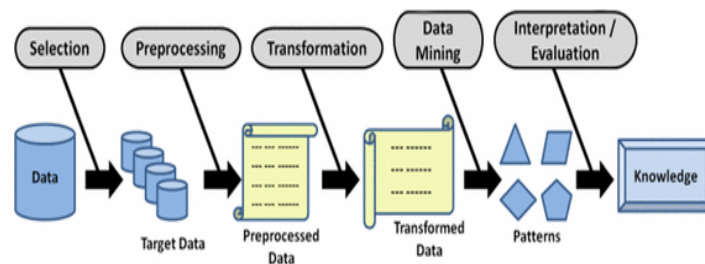 Selection
Preprocessing
Transformation
Data
Mining
Interpretation /
Evaluation
Data
Target Data
Preprocessed
Data
Transformed
Data
Patterns
Knowledge